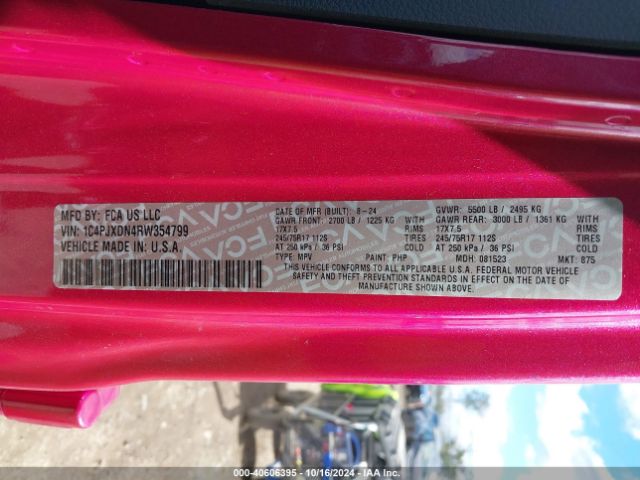 MFD BY: FCA US LLC
VIN: 1C4PJXDN4RW354799
VEHICLE MADE IN U.S.A.
DATE OF MFR (BUILT): 8-24
GAWR FRONT: 2700 LB / 1225 KG
WITH
17X7.5
RIMS
245/75R17 112S
TIRES
AT 250 kPa / 36 PSI
COLD
TYPE: MPV
PAINT: PHP
GVWR: 5500 LB / 2495 KG
GAWR REAR: 3000 LB / 1361 KG
WITH
17X7.5
RIMS
245/75R17 112S
TIRES
AT 250 kPa / 36 PSI
COLD
MDH: 081523
MKT: 875
THIS VEHICLE CONFORMS TO ALL APPLICABLE U.S.A. FEDERAL MOTOR VEHICLE
SAFETY AND THEFT PREVENTION STANDARDS IN EFFECT ON THE DATE OF
MANUFACTURE SHOWN ABOVE.
000-40606395 - 10/16/2024 - IAAI.COM